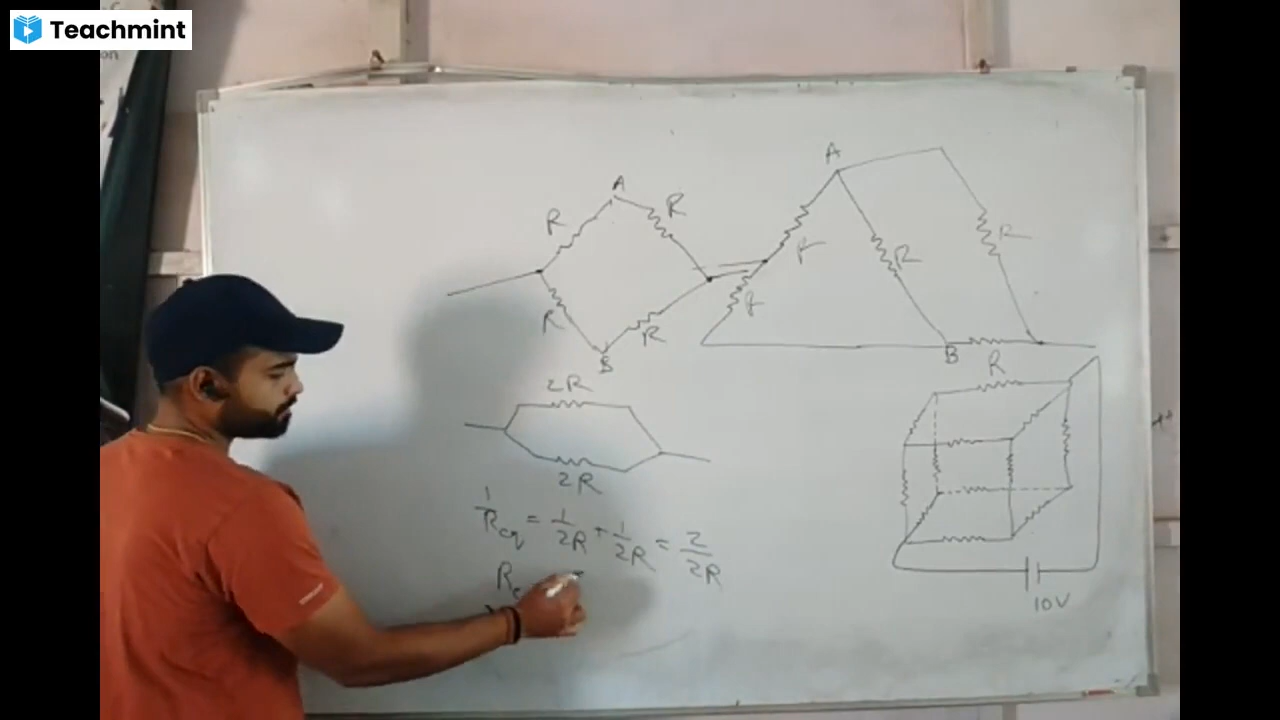 Teachmint
A
R
R
R
R
B
A
R
R
B
R
2R
2R
1/Req = 1/2R + 1/2R = 2/2R
10V